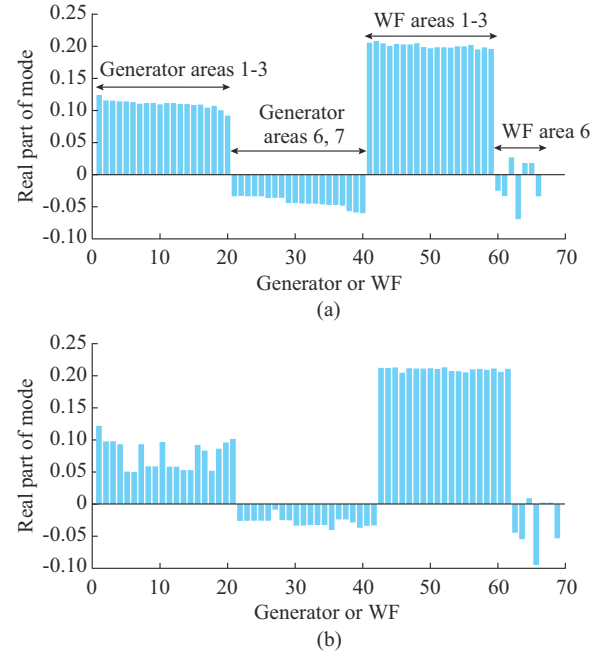 WF areas 1-3
0.25
0.20
0.15
0.10
0.05
0
-0.05
-0.10
Real part of mode
Generator areas 1-3
Generator
areas 6, 7
WF area 6
0 10 20 30 40 50 60 70
Generator or WF
(a)
0.25
0.20
0.15
0.10
0.05
0
-0.05
-0.10
Real part of mode
0 10 20 30 40 50 60 70
Generator or WF
(b)